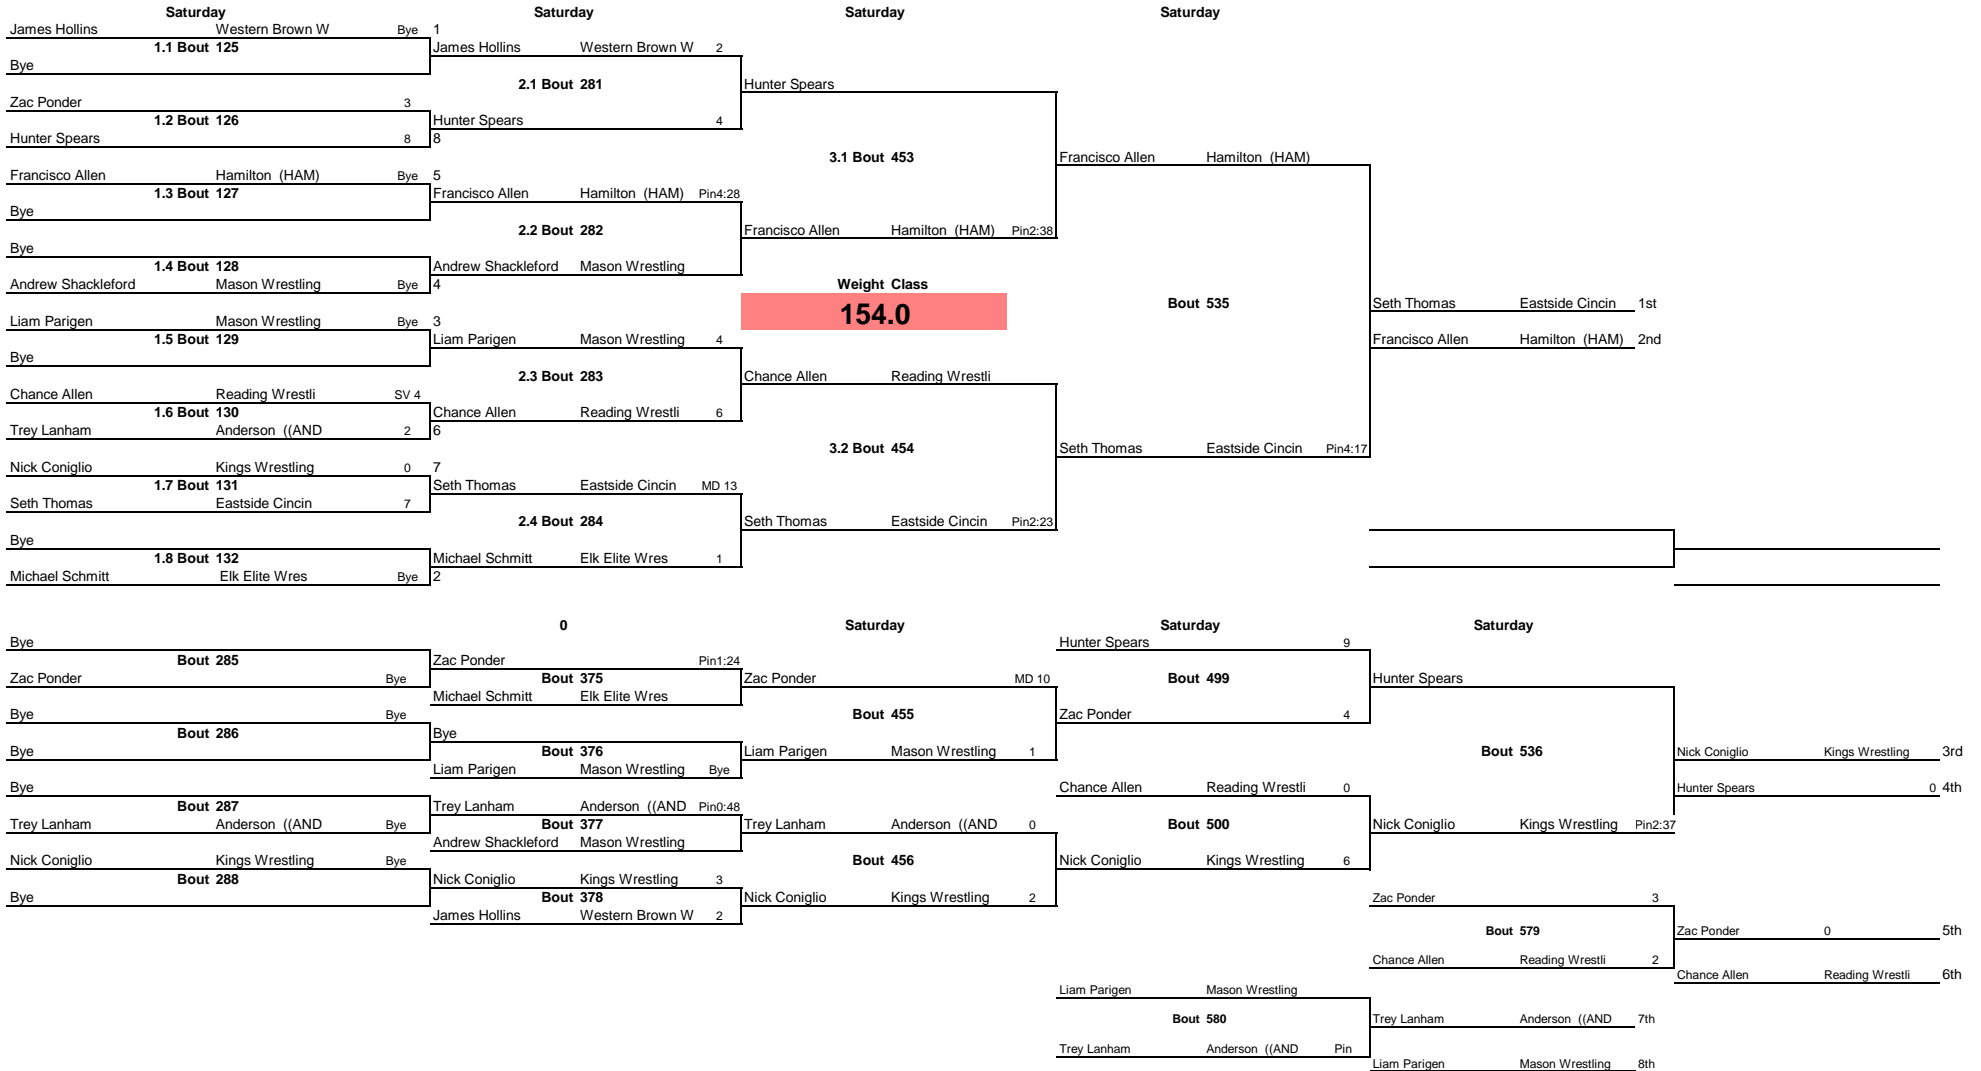 Saturday Saturday Saturday Saturday
James Hollins Western Brown W Bye 1
1.1 Bout 125 James Hollins Western Brown W 2
Bye
2.1 Bout 281 Hunter Spears
Zac Ponder 3
1.2 Bout 126 Hunter Spears 4
Hunter Spears 8 8
3.1 Bout 453 Francisco Allen Hamilton (HAM)
Francisco Allen Hamilton (HAM) Bye 5
1.3 Bout 127 Francisco Allen Hamilton (HAM) Pin4:28
Bye
2.2 Bout 282 Francisco Allen Hamilton (HAM) Pin2:38
Bye
1.4 Bout 128 Andrew Shackleford Mason Wrestling
Andrew Shackleford Mason Wrestling Bye 4 Weight Class
Bout 535 Seth Thomas Eastside Cincin 1st
154.0
Liam Parigen Mason Wrestling Bye 3
1.5 Bout 129 Liam Parigen Mason Wrestling 4 Francisco Allen Hamilton (HAM) 2nd
Bye
2.3 Bout 283 Chance Allen Reading Wrestli
Chance Allen Reading Wrestli SV 4
1.6 Bout 130 Chance Allen Reading Wrestli 6
Trey Lanham Anderson ((AND 2 6
3.2 Bout 454 Seth Thomas Eastside Cincin Pin4:17
Nick Coniglio Kings Wrestling 0 7
1.7 Bout 131 Seth Thomas Eastside Cincin MD 13
Seth Thomas Eastside Cincin 7
2.4 Bout 284 Seth Thomas Eastside Cincin Pin2:23
Bye
1.8 Bout 132 Michael Schmitt Elk Elite Wres 1
Michael Schmitt Elk Elite Wres Bye 2
0 Saturday Saturday Saturday
Bye Hunter Spears 9
Bout 285 Zac Ponder Pin1:24
Zac Ponder Bye Bout 375 Zac Ponder MD 10 Bout 499 Hunter Spears
Michael Schmitt Elk Elite Wres
Bye Bye Bout 455 Zac Ponder 4
Bout 286 Bye
Bye Bout 376 Liam Parigen Mason Wrestling 1 Bout 536 Nick Coniglio Kings Wrestling 3rd
Liam Parigen Mason Wrestling Bye
Bye Chance Allen Reading Wrestli 0 Hunter Spears 0 4th
Bout 287 Trey Lanham Anderson ((AND Pin0:48
Trey Lanham Anderson ((AND Bye Bout 377 Trey Lanham Anderson ((AND 0 Bout 500 Nick Coniglio Kings Wrestling Pin2:37
Andrew Shackleford Mason Wrestling
Nick Coniglio Kings Wrestling Bye Bout 456 Nick Coniglio Kings Wrestling 6
Bout 288 Nick Coniglio Kings Wrestling 3
Bye Bout 378 Nick Coniglio Kings Wrestling 2 Zac Ponder 3
James Hollins Western Brown W 2
Bout 579 Zac Ponder 0 5th
Chance Allen Reading Wrestli 2
Chance Allen Reading Wrestli 6th
Liam Parigen Mason Wrestling
Bout 580 Trey Lanham Anderson ((AND 7th
Trey Lanham Anderson ((AND Pin
Liam Parigen Mason Wrestling 8th